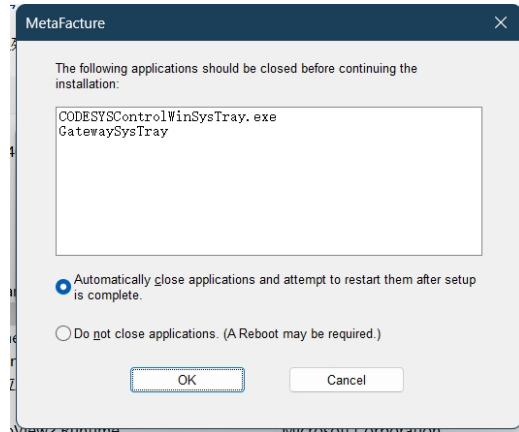 MetaFacture
The following applications should be closed before continuing the
installation:
CODESYSControlWinSysTray.exe
GatewaySysTray
Automatically close applications and attempt to restart them after setup
is complete.
Do not close applications. (A Reboot may be required.)
OK
Cancel